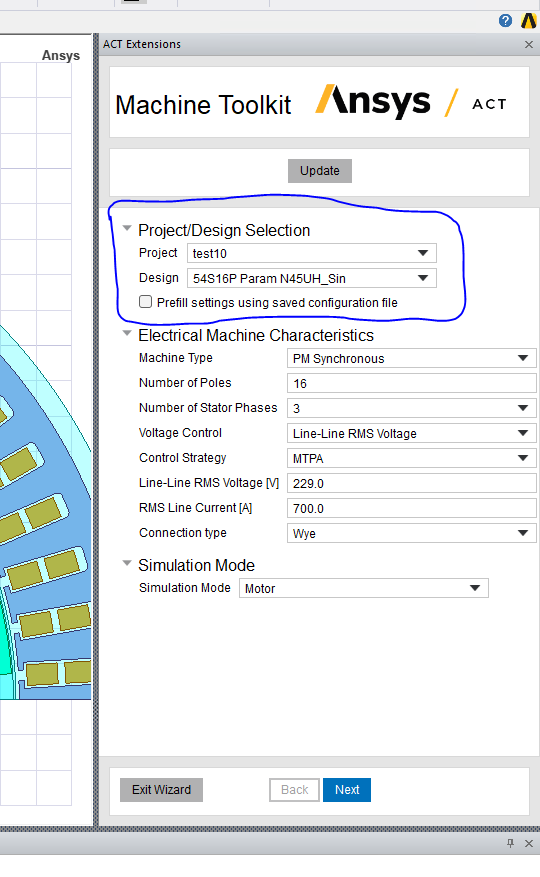 Ansys
ACT Extensions
Machine Toolkit Ansys / ACT
Update
Project/Design Selection
Project test10
Design 54S16P Param N45UH_Sin
Prefill settings using saved configuration file
Electrical Machine Characteristics
Machine Type PM Synchronous
Number of Poles 16
Number of Stator Phases 3
Voltage Control Line-Line RMS Voltage
Control Strategy MTPA
Line-Line RMS Voltage [V] 229.0
RMS Line Current [A] 700.0
Connection type Wye
Simulation Mode
Simulation Mode Motor
Exit Wizard Back Next